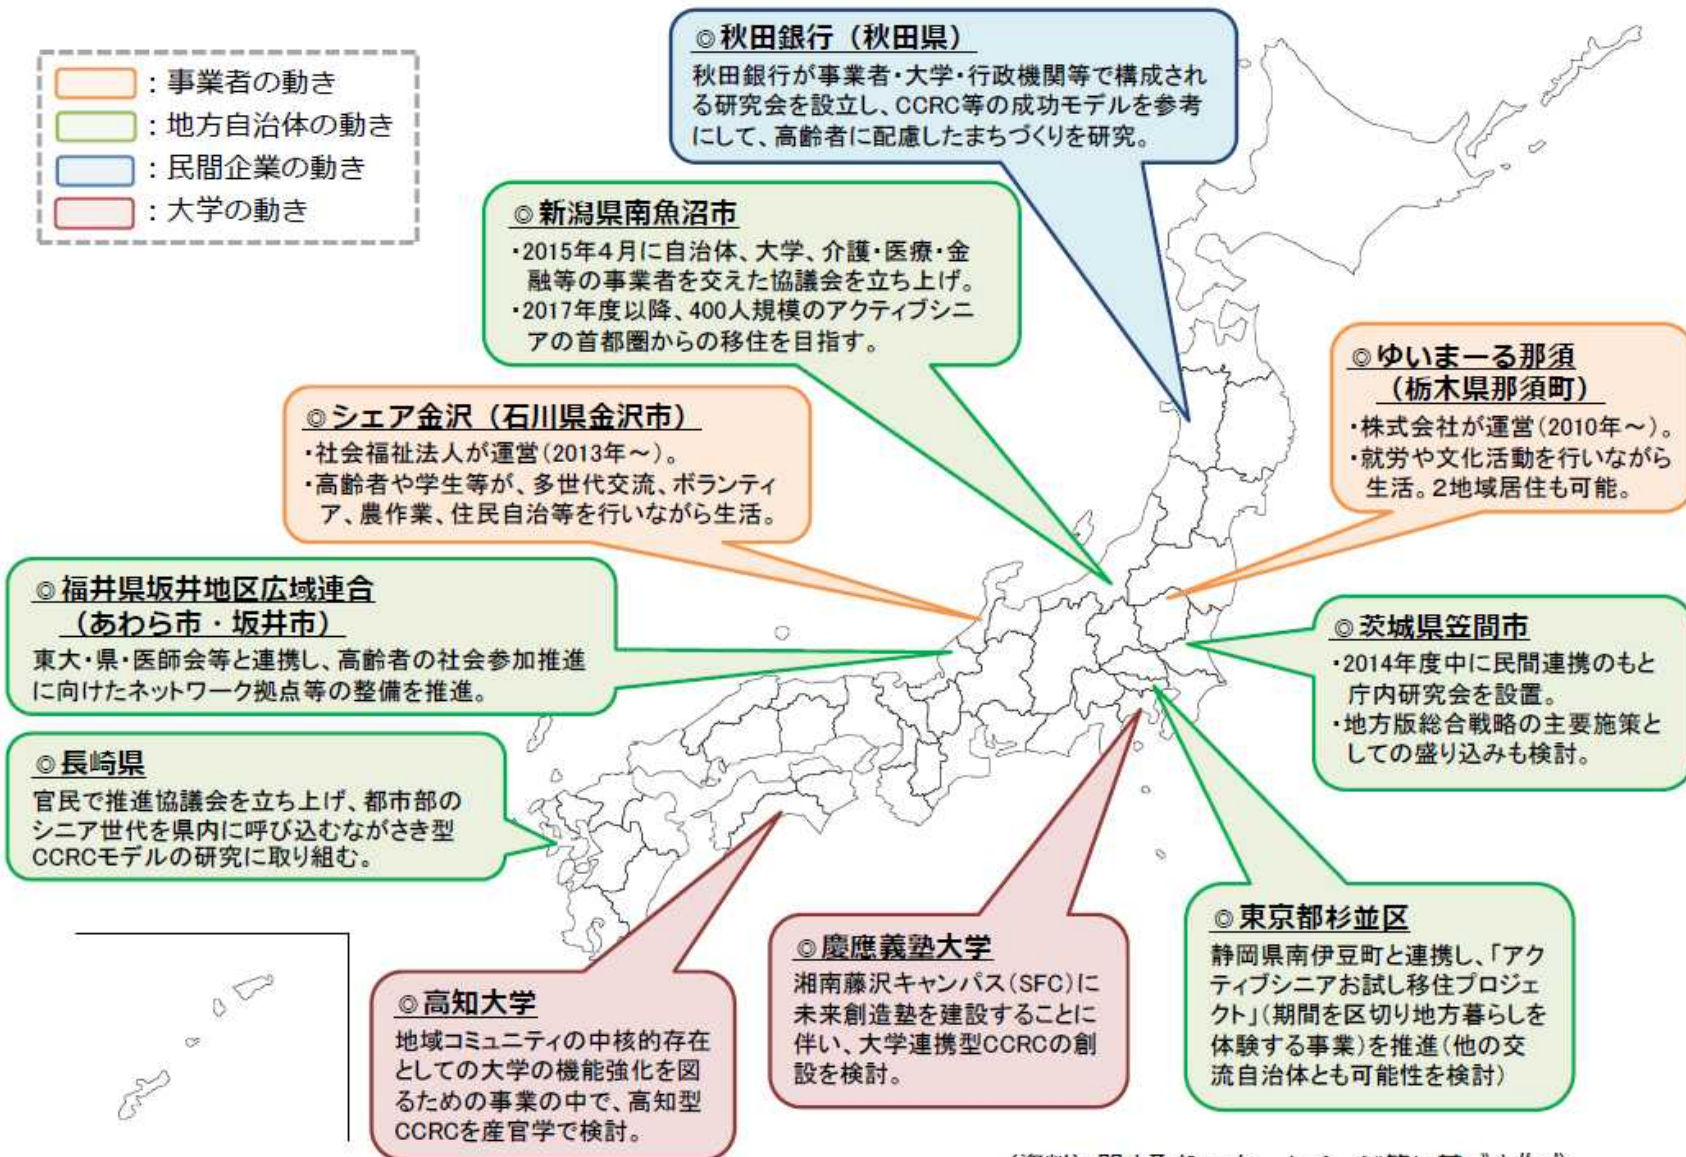 ：事業者の動き
：地方自治体の動き
：民間企業の動き
：大学の動き
◎秋田銀行（秋田県）
秋田銀行が事業者・大学・行政機関等で構成され
る研究会を設立し、CCRC等の成功モデルを参考
にして、高齢者に配慮したまちづくりを研究。
◎新潟県南魚沼市
・2015年4月に自治体、大学、介護・医療・金
融等の事業者を交えた協議会を立ち上げ。
・2017年度以降、400人規模のアクティブシニ
アの首都圏からの移住を目指す。
◎ゆいまーる那須
（栃木県那須町）
・株式会社が運営(2010年～)。
・就労や文化活動を行いながら
生活。2地域居住も可能。
◎シェア金沢（石川県金沢市）
・社会福祉法人が運営(2013年～)。
・高齢者や学生等が、多世代交流、ボランティ
ア、農作業、住民自治等を行いながら生活。
◎福井県坂井地区広域連合
（あわら市・坂井市）
東大・県・医師会等と連携し、高齢者の社会参加推進
に向けたネットワーク拠点等の整備を推進。
◎茨城県笠間市
・2014年度中に民間連携のもと
庁内研究会を設置。
・地方版総合戦略の主要施策と
しての盛り込みも検討。
◎長崎県
官民で推進協議会を立ち上げ、都市部の
シニア世代を県内に呼び込むながさき型
CCRCモデルの研究に取り組む。
◎高知大学
地域コミュニティの中核的存在
としての大学の機能強化を図
るための事業の中で、高知型
CCRCを産官学で検討。
◎慶應義塾大学
湘南藤沢キャンパス(SFC)に
未来創造塾を建設することに
伴い、大学連携型CCRCの創
設を検討。
◎東京都杉並区
静岡県南伊豆町と連携し、「アク
ティブシニアお試し移住プロジェ
クト」(期間を区切り地方暮らしを
体験する事業)を推進(他の交
流自治体とも可能性を検討)